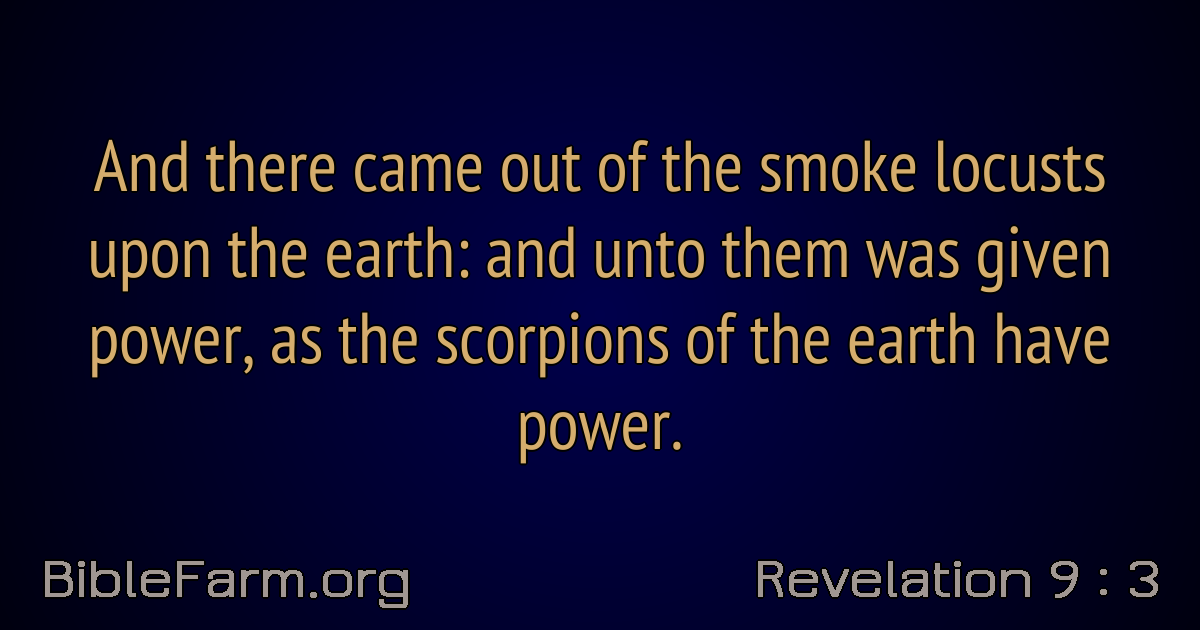 And there came out of the smoke locusts
upon the earth: and unto them was given
power, as the scorpions of the earth have
power.
BibleFarm.org
Revelation 9 : 3